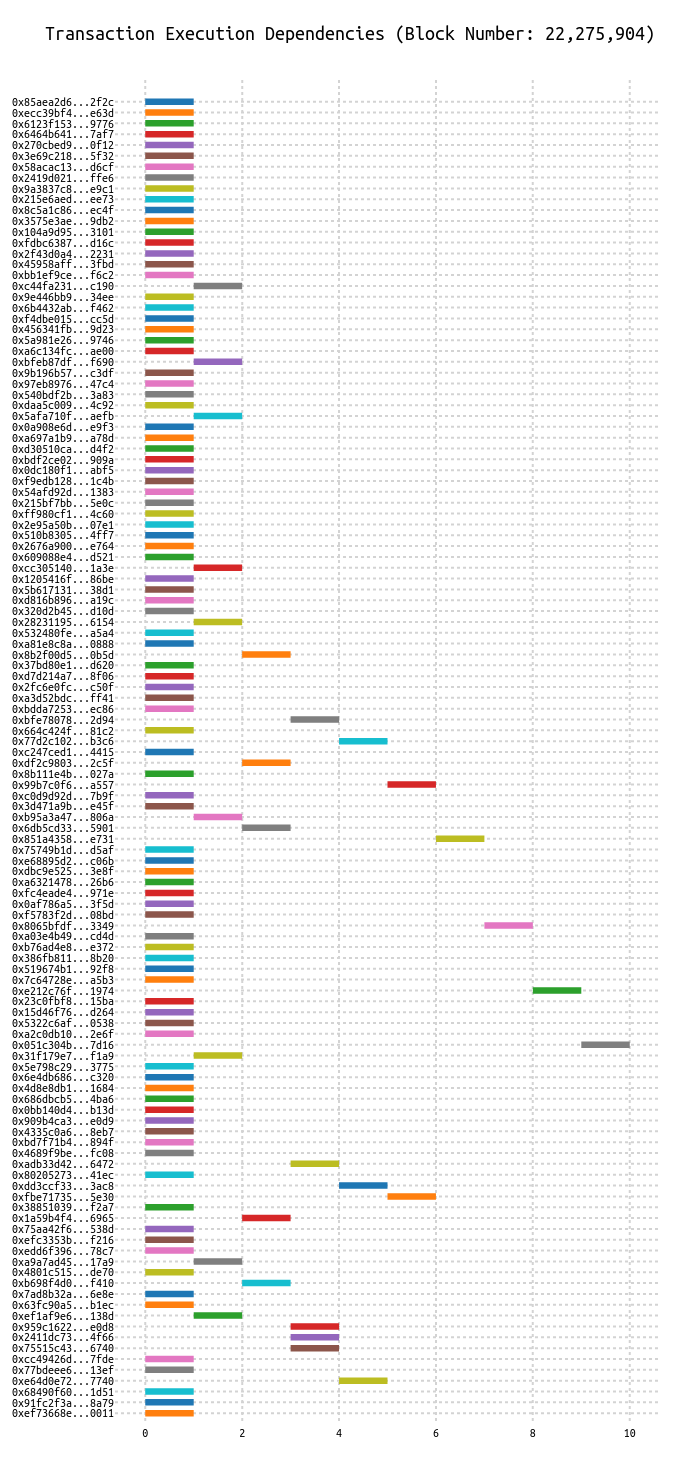 Transaction Execution Dependencies (Block Number: 22,275,904)
0x85aea2d6...2f2c
0xecc39bf4...e63d
0x6123f153...9776
0x6464b641...7af7
0x270cbed9...0f12
0x3e69c218...5f32
0x58acac13...d6cf
0x2419d021...ffe6
0x9a3837c8...e9c1
0x215e6aed...ee73
0x8c5a1c86...ec4f
0x3575e3ae...9db2
0x104a9d95...3101
0xfdbc6387...d16c
0x2f43d0a4...2231
0x45958aff...3fbd
0xbb1ef9ce...f6c2
0xc44fa231...c190
0x9e446bb9...34ee
0x6b4432ab...f462
0xf4dbe015...cc5d
0x456341fb...9d23
0x5a981e26...9746
0xa6c134fc...ae00
0xbfeb87df...f690
0x9b196b57...c3df
0x97eb8976...47c4
0x540bdf2b...3a83
0xdaa5c009...4c92
0x5afa710f...aefb
0x0a908e6d...e9f3
0xa697a1b9...a78d
0xd30510ca...d4f2
0xbdf2ce02...909a
0x0dc180f1...abf5
0xf9edb128...1c4b
0x54afd92d...1383
0x215bf7bb...5e0c
0xff980cf1...4c60
0x2e95a50b...07e1
0x510b8305...4ff7
0x2676a900...e764
0x609088e4...d521
0xcc305140...1a3e
0x1205416f...86be
0x5b617131...38d1
0xd816b896...a19c
0x320d2b45...d10d
0x28231195...6154
0x532480fe...a5a4
0xa81e8c8a...0888
0x8b2f00d5...0b5d
0x37bd80e1...d620
0xd7d214a7...8f06
0x2fc6e0fc...c50f
0xa3d52bdc...ff41
0xbdda7253...ec86
0xbfe78078...2d94
0x664c424f...81c2
0x77d2c102...b3c6
0xc247ced1...4415
0xdf2c9803...2c5f
0x8b111e4b...027a
0x99b7c0f6...a557
0xc0d9d92d...7b9f
0x3d471a9b...e45f
0xb95a3a47...806a
0x6db5cd33...5901
0x851a4358...e731
0x75749b1d...d5af
0xe68895d2...c06b
0xdbc9e525...3e8f
0xa6321478...26b6
0xfc4eade4...971e
0x0af786a5...3f5d
0xf5783f2d...08bd
0x8065bfdf...3349
0xa03e4b49...cd4d
0xb76ad4e8...e372
0x386fb811...8b20
0x519674b1...92f8
0x7c64728e...a5b3
0xe212c76f...1974
0x23c0fbf8...15ba
0x15d46f76...d264
0x5322c6af...0538
0xa2c0db10...2e6f
0x051c304b...7d16
0x31f179e7...f1a9
0x5e798c29...3775
0x6e4db686...c320
0x4d8e8db1...1684
0x686dbcb5...4ba6
0x0bb140d4...b13d
0x909b4ca3...e0d9
0x4335c0a6...8eb7
0xbd7f71b4...894f
0x4689f9be...fc08
0xadb33d42...6472
0x80205273...41ec
0xdd3ccf33...3ac8
0xfbe71735...5e30
0x38851039...f2a7
0x1a59b4f4...6965
0x75aa42f6...538d
0xefc3353b...f216
0xedd6f396...78c7
0xa9a7ad45...17a9
0x4801c515...de70
0xb698f4d0...f410
0x7ad8b32a...6e8e
0x63fc90a5...b1ec
0xef1af9e6...138d
0x959c1622...e0d8
0x2411dc73...4f66
0x75515c43...6740
0xcc49426d...7fde
0x77bdeee6...13ef
0xe64d0e72...7740
0x68490f60...1d51
0x91fc2f3a...8a79
0xef73668e...0011
0 2 4 6 8 10